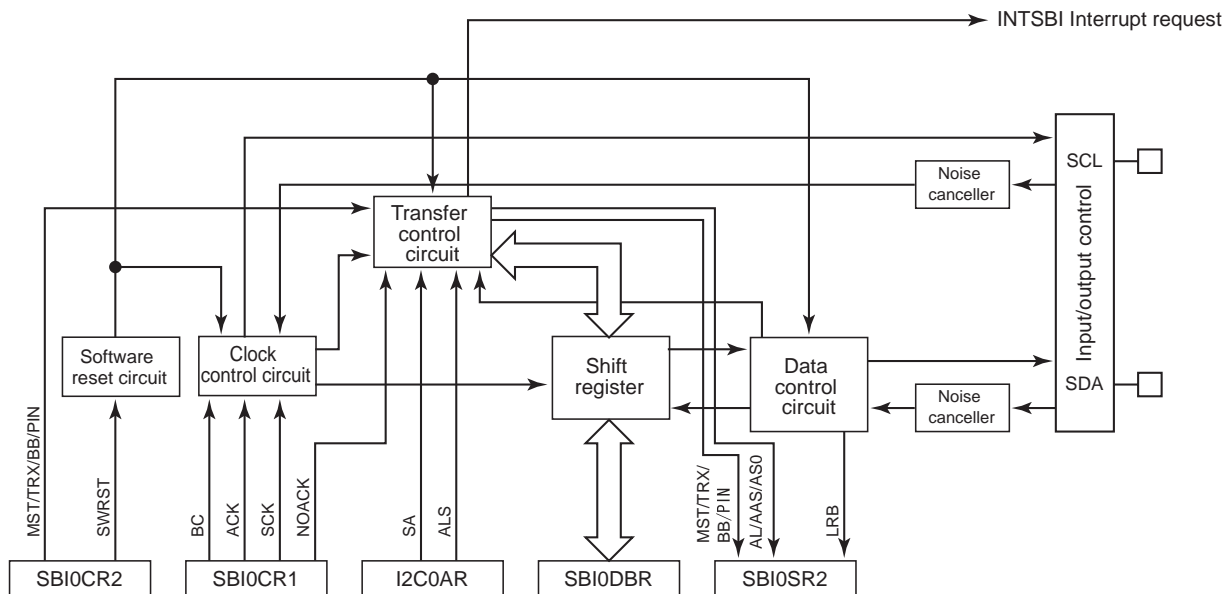 INTSBI Interrupt request
SCL
Noise
canceller
Input/output control
Transfer
control
circuit
Software
reset circuit
Clock
control circuit
Shift
register
Data
control
circuit
SDA
Noise
canceller
MST/TRX/BB/PIN
SWRST
BC
ACK
SCK
NOACK
SA
ALS
MST/TRX/
BB/PIN
AL/AAS/AS0
LRB
SBI0CR2
SBI0CR1
I2C0AR
SBI0DBR
SBI0SR2